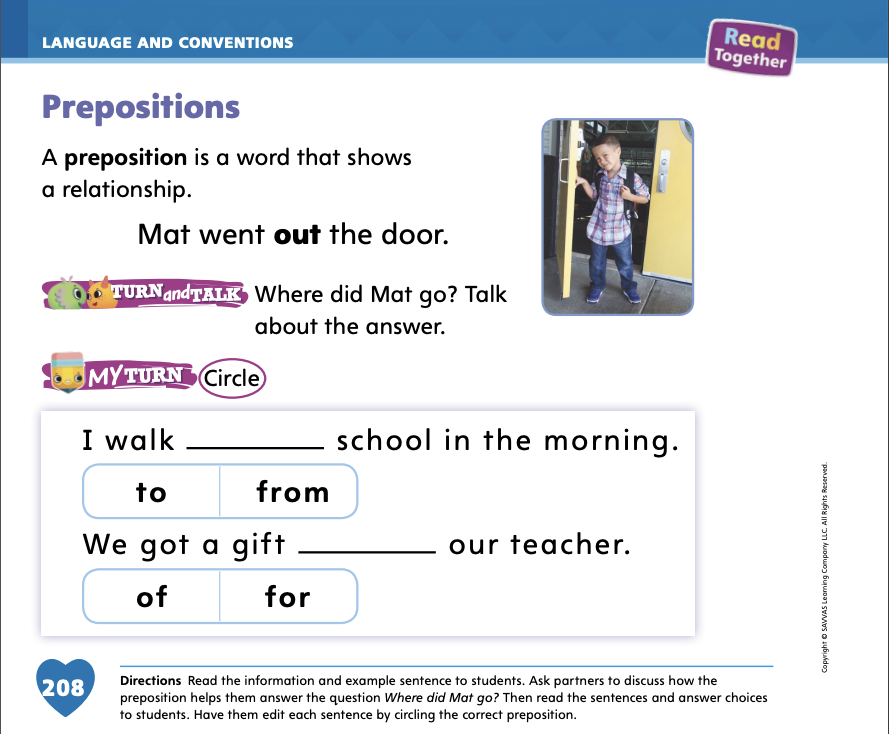 LANGUAGE AND CONVENTIONS
Read
Together
Prepositions
A preposition is a word that shows
a relationship.
Mat went out the door.
TURN and TALK Where did Mat go? Talk
about the answer.
MY TURN Circle
I walk __________ school in the morning.
to from
We got a gift __________ our teacher.
of for
Copyright © SAVVAS Learning Company LLC. All Rights Reserved.
208
Directions Read the information and example sentence to students. Ask partners to discuss how the
preposition helps them answer the question Where did Mat go? Then read the sentences and answer choices
to students. Have them edit each sentence by circling the correct preposition.